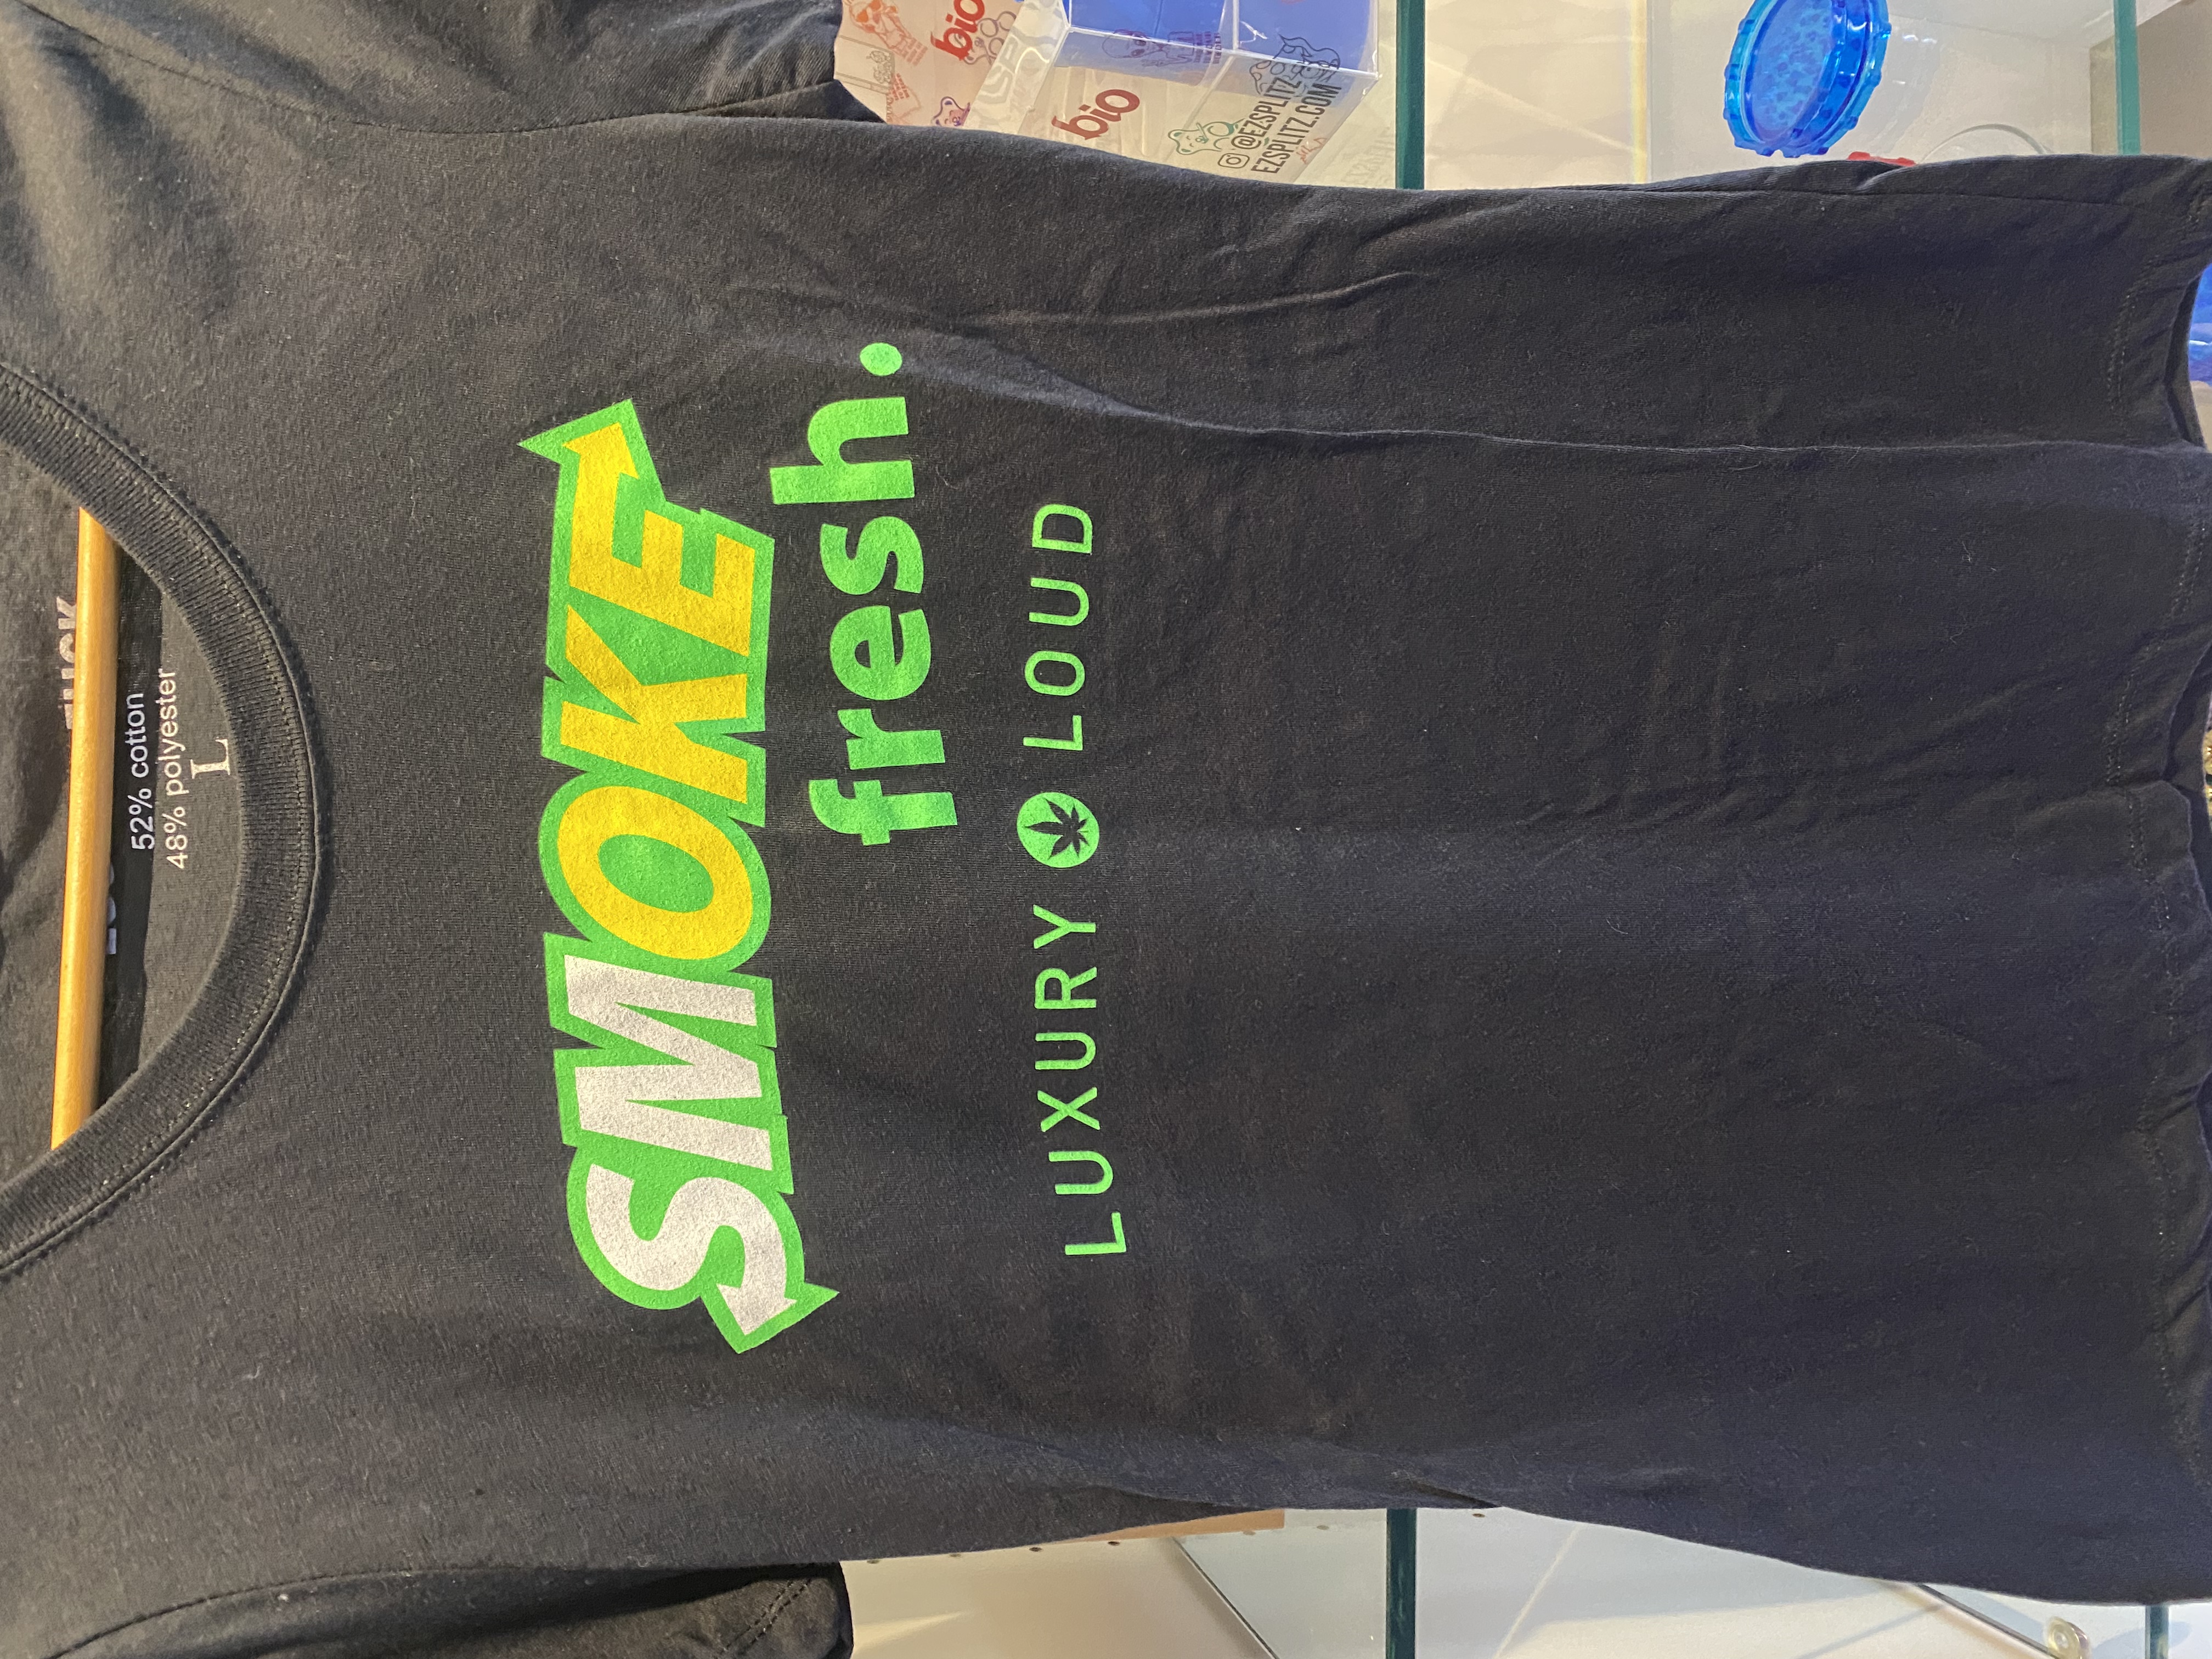 52% cotton
48% polyester
L
SMOKE
fresh.
LUXURY LOUD
bio
bio
@EZSPLITZ
EZSPLITZ.COM